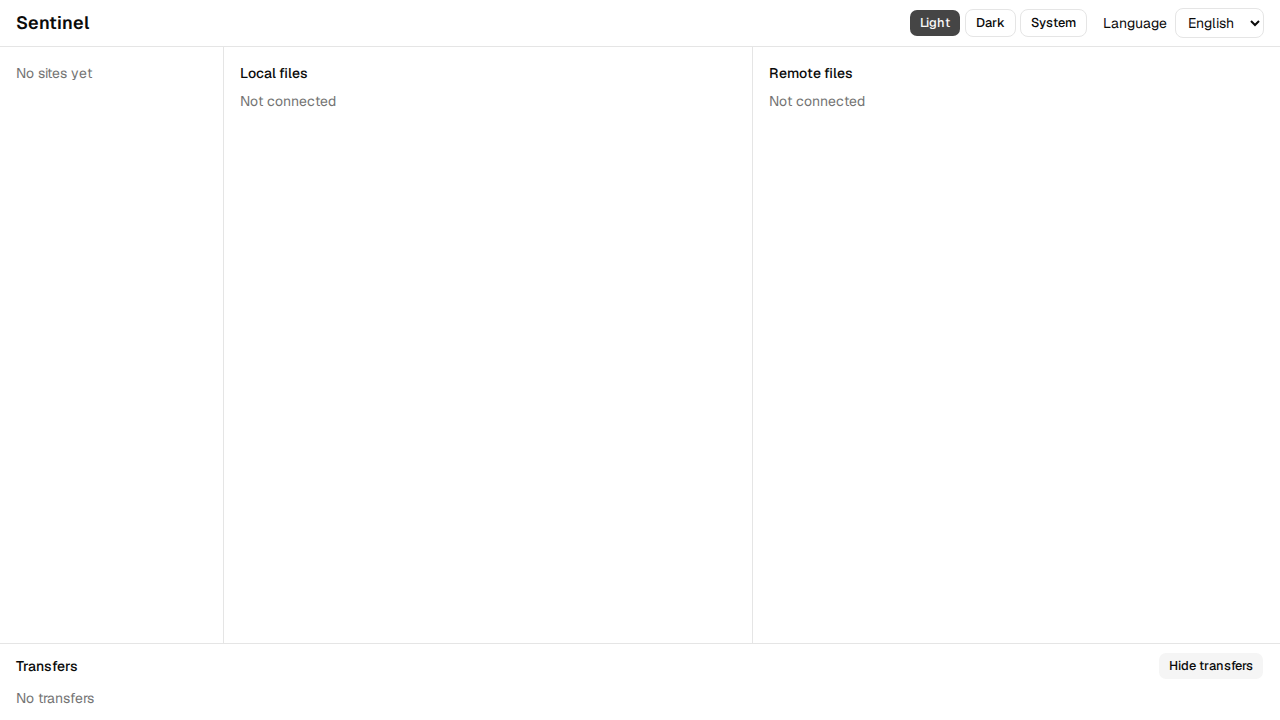 Sentinel
Light Dark System Language English
No sites yet
Local files
Not connected
Remote files
Not connected
Transfers
Hide transfers
No transfers